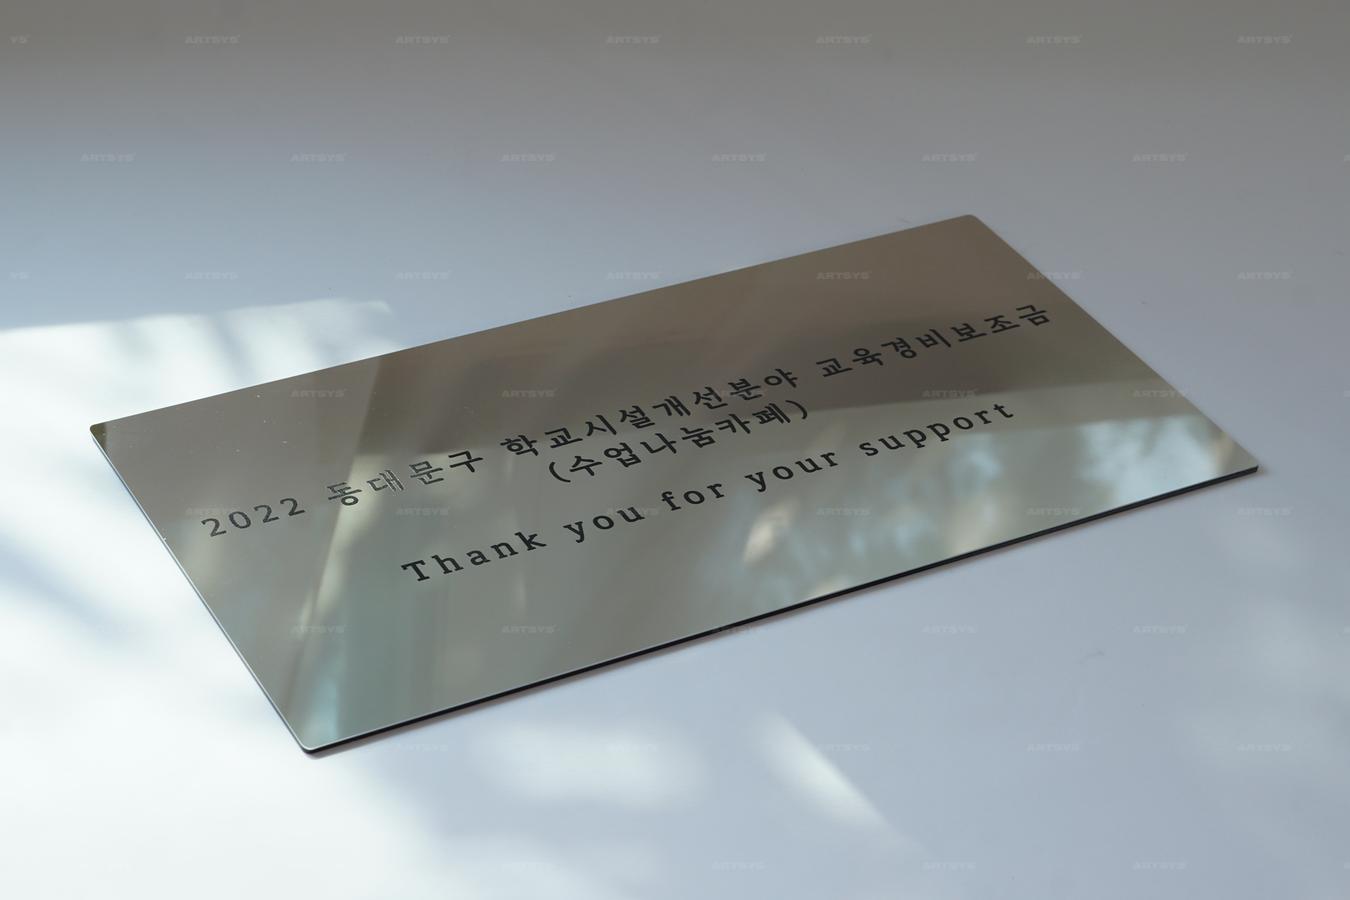 2022 동대문구 학교시설개선분야 교육경비보조금
(수업나눔카페)
Thank you for your support
ARTSYS